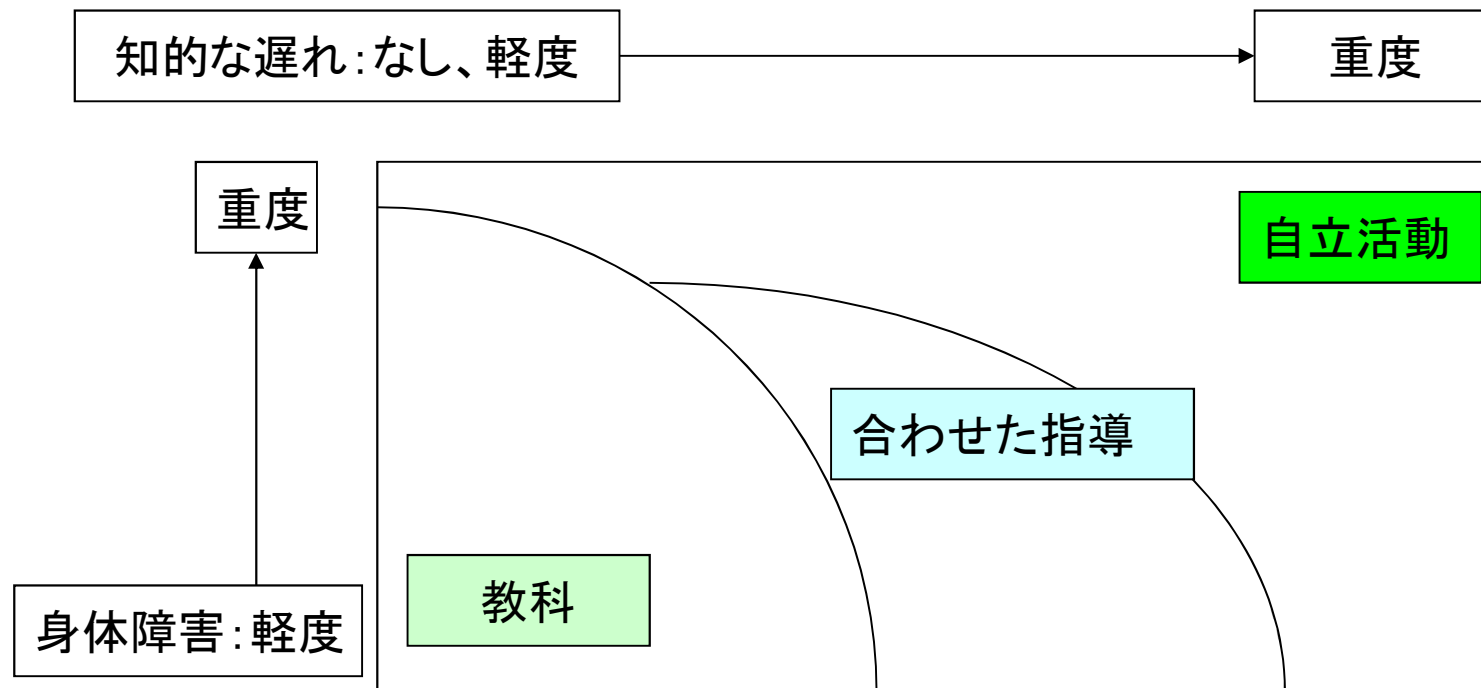 知的な遅れ:なし、軽度
重度
重度
自立活動
合わせた指導
教科
身体障害:軽度